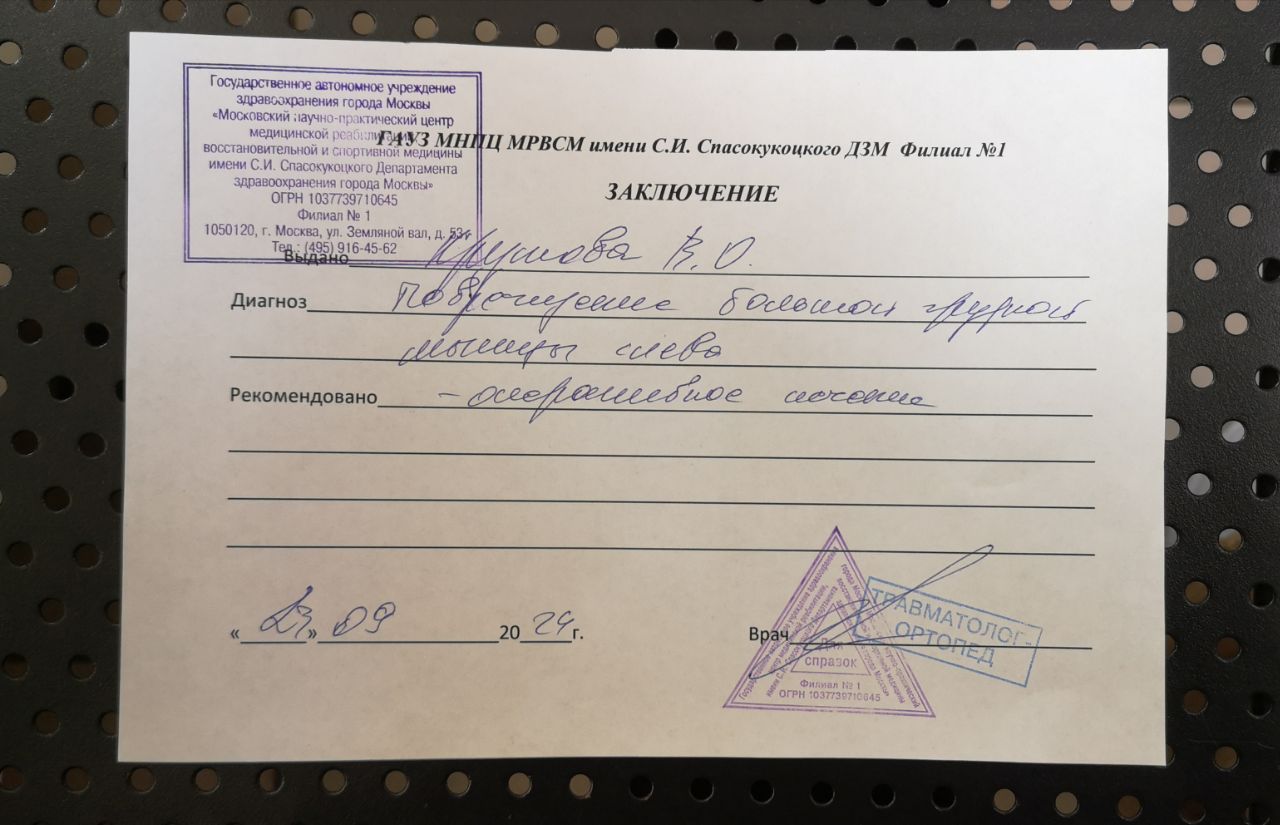 Государственное автономное учреждение
здравоохранения города Москвы
«Московский научно-практический центр
медицинской реабилитации,
восстановительной и спортивной медицины
имени С.И. Спасокукоцкого Департамента
здравоохранения города Москвы»
ОГРН 1037739710645
Филиал № 1
1050120, г. Москва, ул. Земляной вал, д. 53
Тел.: (495) 916-45-62
ГАУЗ МНПЦ МРВСМ имени С.И. Спасокукоцкого ДЗМ Филиал №1
ЗАКЛЮЧЕНИЕ
Выдано В.О.
Диагноз Повреждение большой грудной
мышцы слева
Рекомендовано - оперативное лечение
«23» 09 2024 г.
Врач
ТРАВМАТОЛОГ-
ОРТОПЕД
Для
справок
Филиал № 1
ОГРН 1037739710645